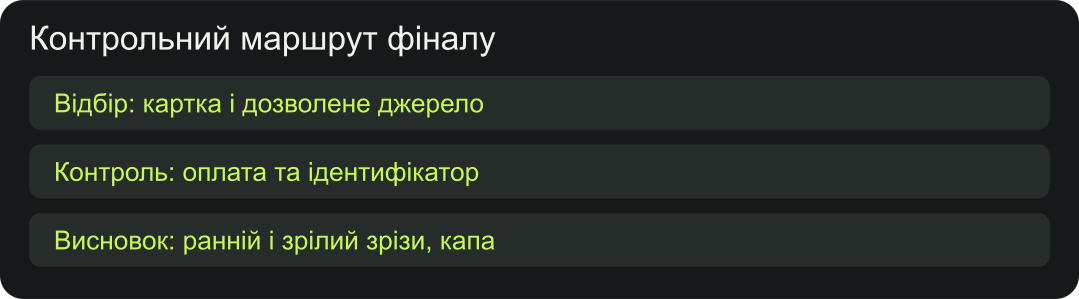 Контрольний маршрут фіналу
Відбір: картка і дозволене джерело
Контроль: оплата та ідентифікатор
Висновок: ранній і зрілий зрізи, капа